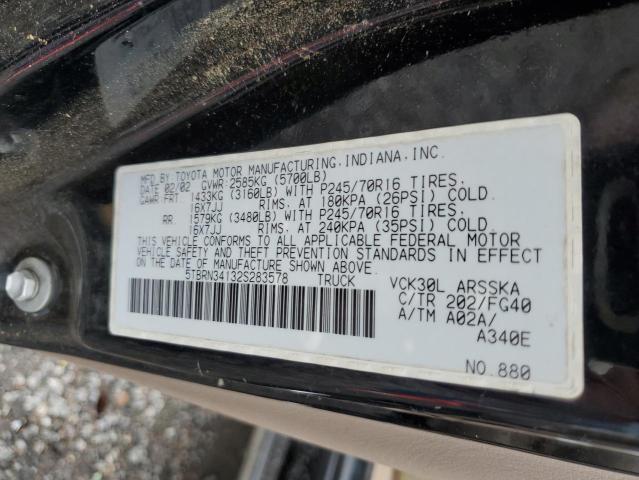 MFD.BY:TOYOTA MOTOR MANUFACTURING,INDIANA,INC.
DATE:02/02 GVWR:2585KG (5700LB)
GAWR FRT: 1433KG (3160LB) WITH P245/70R16 TIRES.
16X7JJ RIMS. AT 180KPA (26PSI) COLD.
RR: 1579KG (3480LB) WITH P245/70R16 TIRES.
16X7JJ RIMS. AT 240KPA (35PSI) COLD.
THIS VEHICLE CONFORMS TO ALL APPLICABLE FEDERAL MOTOR
VEHICLE SAFETY AND THEFT PREVENTION STANDARDS IN EFFECT
ON THE DATE OF MANUFACTURE SHOWN ABOVE.
5TBRN34132S283578 TRUCK
VCK30L ARSSKA
C/TR 202/FG40
A/TM A02A/
A340E
NO.880